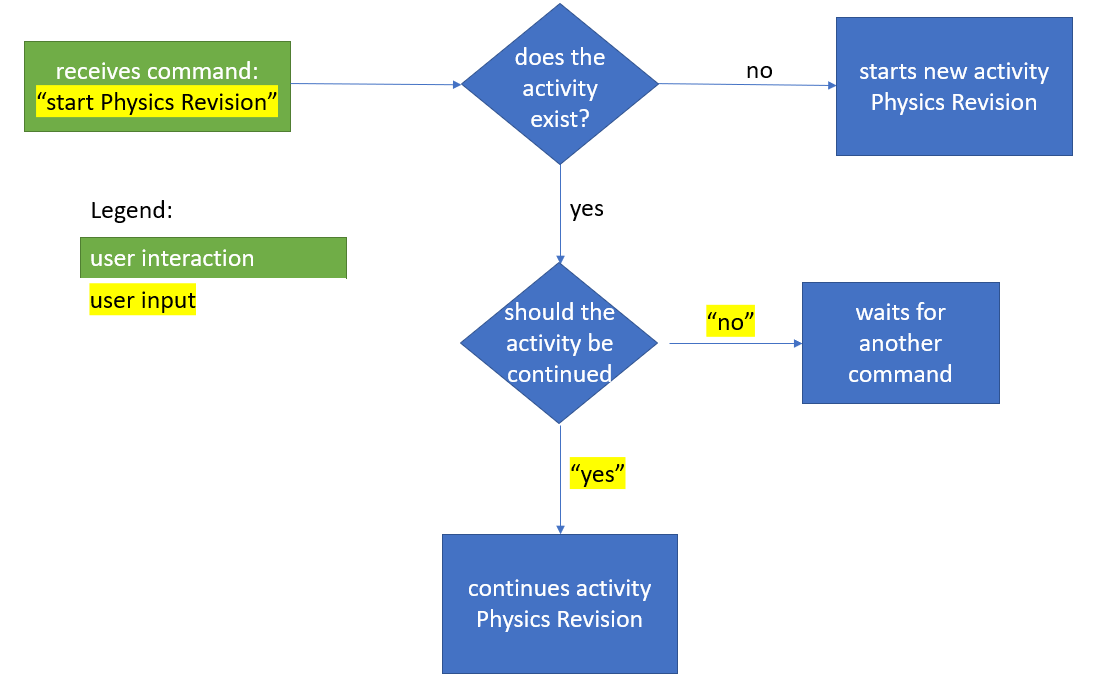 receives command:
“start Physics Revision”
does the
activity
exist?
no
starts new activity
Physics Revision
yes
Legend:
user interaction
user input
should the
activity be
continued
“no”
waits for
another
command
“yes”
continues activity
Physics Revision